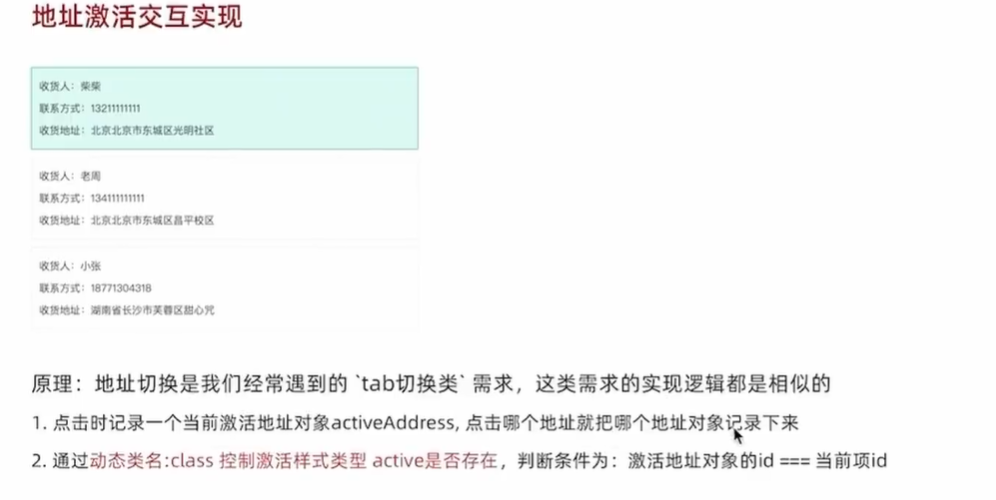 地址激活交互实现
收货人：柴柴
联系方式：13211111111
收货地址：北京北京市东城区光明社区
收货人：老周
联系方式：134111111111
收货地址：北京北京市东城区昌平校区
收货人：小张
联系方式：18771304318
收货地址：湖南省长沙市芙蓉区甜心咒
原理：地址切换是我们经常遇到的 `tab切换类` 需求，这类需求的实现逻辑都是相似的
1. 点击时记录一个当前激活地址对象activeAddress, 点击哪个地址就把哪个地址对象记录下来
2. 通过动态类名:class 控制激活样式类型 active是否存在，判断条件为：激活地址对象的id === 当前项id